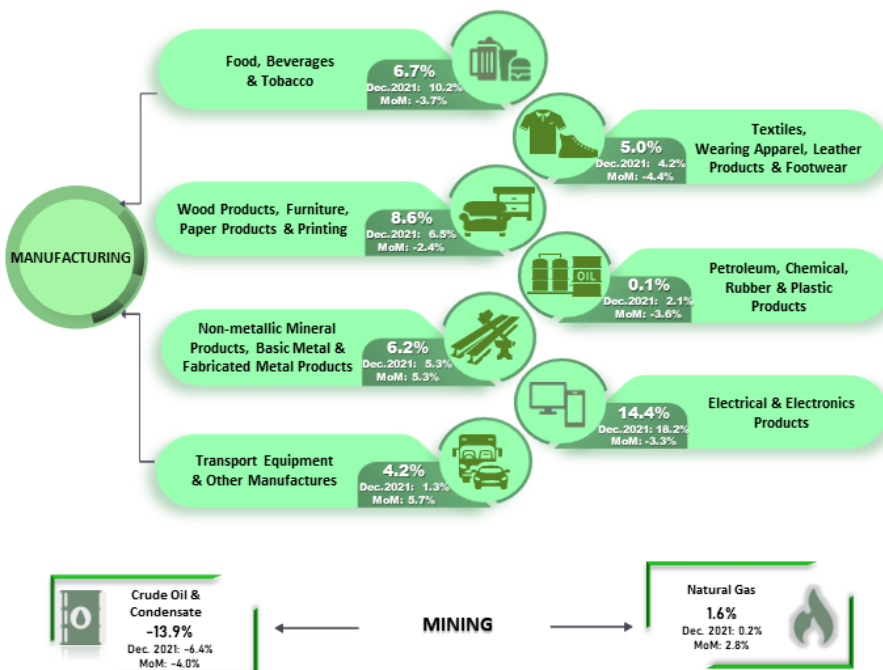 Food, Beverages
& Tobacco
6.7%
Dec.2021: 10.2%
MoM: -3.7%
Textiles,
Wearing Apparel, Leather
Products & Footwear
5.0%
Dec.2021: 4.2%
MoM: -4.4%
MANUFACTURING
Wood Products, Furniture,
Paper Products & Printing
8.6%
Dec.2021: 6.5%
MoM: -2.4%
OIL
Petroleum, Chemical,
Rubber & Plastic
Products
0.1%
Dec.2021: 2.1%
MoM: -3.6%
Non-metallic Mineral
Products, Basic Metal &
Fabricated Metal Products
6.2%
Dec.2021: 5.3%
MoM: 5.3%
Electrical & Electronics
Products
14.4%
Dec.2021: 18.2%
MoM: -3.3%
Transport Equipment
& Other Manufactures
4.2%
Dec.2021: 1.3%
MoM: 5.7%
Crude Oil &
Condensate
-13.9%
Dec. 2021: -6.4%
MoM: -4.0%
MINING
Natural Gas
1.6%
Dec. 2021: 0.2%
MoM: 2.8%